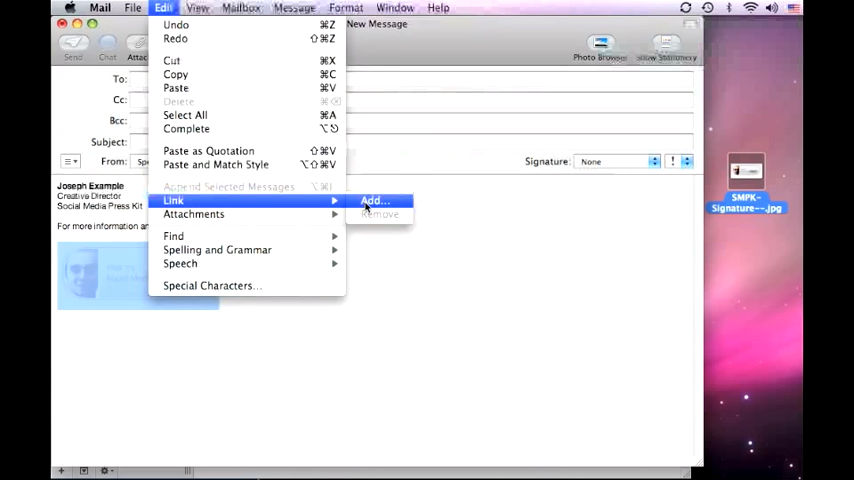 Mail File Edit View Mailbox Message Format Window Help
New Message
Send Chat Attac Photo Browser Show Stationery
Undo ⌘Z
Redo ⇧⌘Z
Cut ⌘X
Copy ⌘C
Paste ⌘V
Delete
Select All ⌘A
Complete
Paste as Quotation ⇧⌘V
Paste and Match Style ⌥⇧⌘V
Append Selected Messages ⌥⌘I
Link
Attachments
Find
Spelling and Grammar
Speech
Special Characters...
Add...
Remove
To:
Cc:
Bcc:
Subject:
From: Signature: None !
Joseph Example
Creative Director
Social Media Press Kit
For more information an
SMPK-
Signature--.jpg